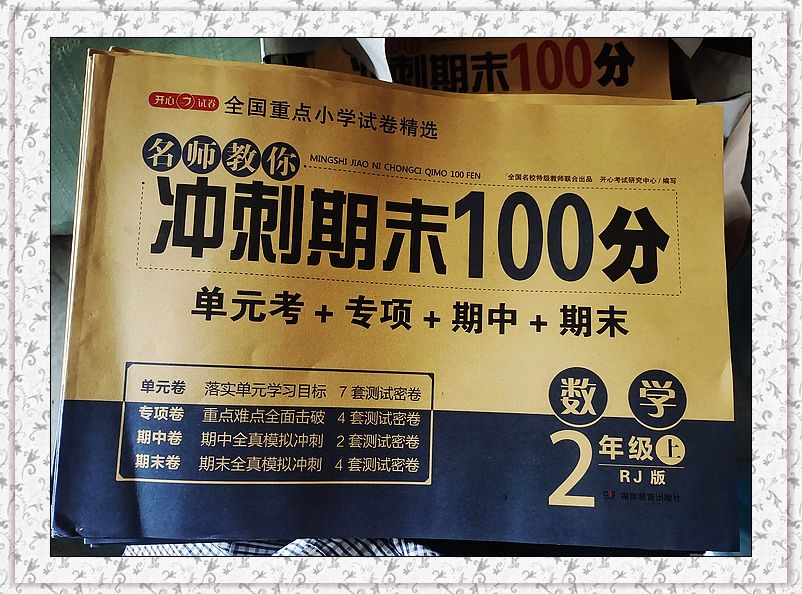 冲刺期末100分
开心 试卷 全国重点小学试卷精选
名师教你 MINGSHI JIAO NI CHONGCI QIMO 100 FEN 全国名校特级教师联合出品 开心考试研究中心/编写
冲刺期末100分
单元考+专项+期中+期末
单元卷 落实单元学习目标 7套测试密卷
专项卷 重点难点全面击破 4套测试密卷
期中卷 期中全真模拟冲刺 2套测试密卷
期末卷 期末全真模拟冲刺 4套测试密卷
数学
2年级上
RJ版
湖南教育出版社